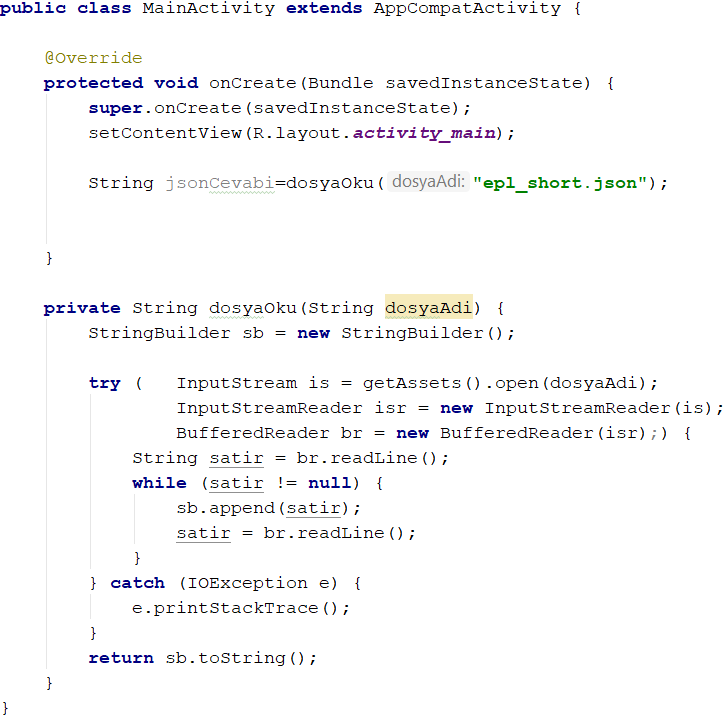 public class MainActivity extends AppCompatActivity {
@Override
protected void onCreate(Bundle savedInstanceState) {
super.onCreate(savedInstanceState);
setContentView(R.layout.activity_main);
String jsonCevabi=dosyaOku( dosyaAdi: "epl_short.json");
}
private String dosyaOku(String dosyaAdi) {
StringBuilder sb = new StringBuilder();
try (   InputStream is = getAssets().open(dosyaAdi);
InputStreamReader isr = new InputStreamReader(is);
BufferedReader br = new BufferedReader(isr);) {
String satir = br.readLine();
while (satir != null) {
sb.append(satir);
satir = br.readLine();
}
} catch (IOException e) {
e.printStackTrace();
}
return sb.toString();
}
}